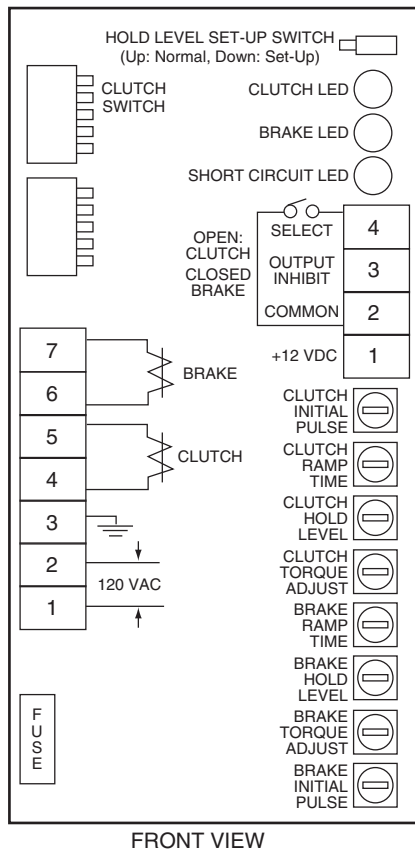 HOLD LEVEL SET-UP SWITCH
(Up: Normal, Down: Set-Up)
CLUTCH
SWITCH
CLUTCH LED
BRAKE LED
SHORT CIRCUIT LED
OPEN:
CLUTCH
CLOSED
BRAKE
SELECT
4
OUTPUT
INHIBIT
3
COMMON
2
+12 VDC
1
7
6
BRAKE
5
4
CLUTCH
3
2
1
120 VAC
CLUTCH
INITIAL
PULSE
CLUTCH
RAMP
TIME
CLUTCH
HOLD
LEVEL
CLUTCH
TORQUE
ADJUST
BRAKE
RAMP
TIME
BRAKE
HOLD
LEVEL
BRAKE
TORQUE
ADJUST
BRAKE
INITIAL
PULSE
F
U
S
E
FRONT VIEW